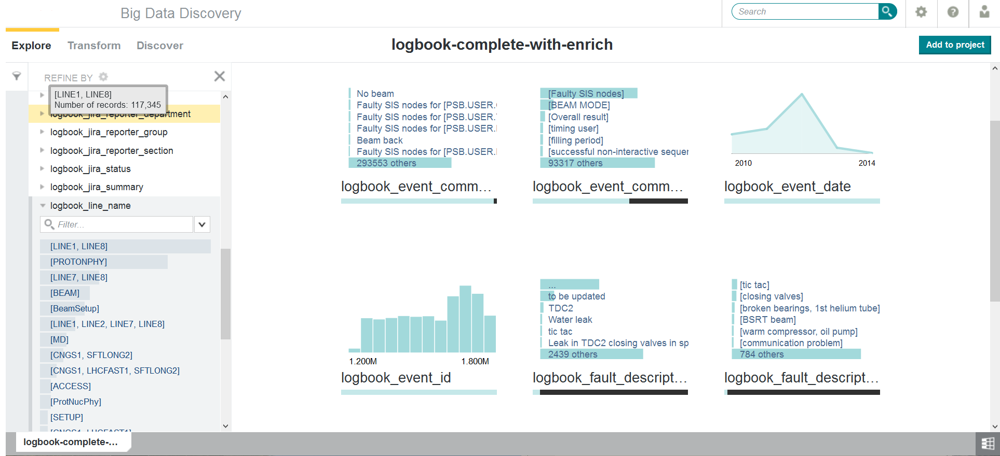 Big Data Discovery
Search
Explore
Transform
Discover
logbook-complete-with-enrich
Add to project
REFINE BY
[LINE1, LINE8]
Number of records: 117,345
logbook_jira_reporter_department
logbook_jira_reporter_group
logbook_jira_reporter_section
logbook_jira_status
logbook_jira_summary
logbook_line_name
Filter...
[LINE1, LINE8]
[PROTONPHY]
[LINE7, LINE8]
[BEAM]
[BeamSetup]
[LINE1, LINE2, LINE7, LINE8]
[MD]
[CNGS1, SFTLONG2]
[CNGS1, LHCFAST1, SFTLONG2]
[ACCESS]
[ProtNucPhy]
[SETUP]
[CNGS1, LHCFAST1]
No beam
Faulty SIS nodes for [PSB.USER.
Faulty SIS nodes for [PSB.USER.
Faulty SIS nodes for [PSB.USER.
Beam back
Faulty SIS nodes for [PSB.USER.
293553 others
logbook_event_comm...
[Faulty SIS nodes]
[BEAM MODE]
[Overall result]
[timing user]
[filling period]
[successful non-interactive sequer
93317 others
logbook_event_comm...
2010
2014
logbook_event_date
1.200M
1.800M
logbook_event_id
...
to be updated
TDC2
Water leak
tic tac
Leak in TDC2 closing valves in sp
2439 others
logbook_fault_descript...
[tic tac]
[closing valves]
[broken bearings, 1st helium tube]
[BSRT beam]
[warm compressor, oil pump]
[communication problem]
784 others
logbook_fault_descript...
logbook-complete-...